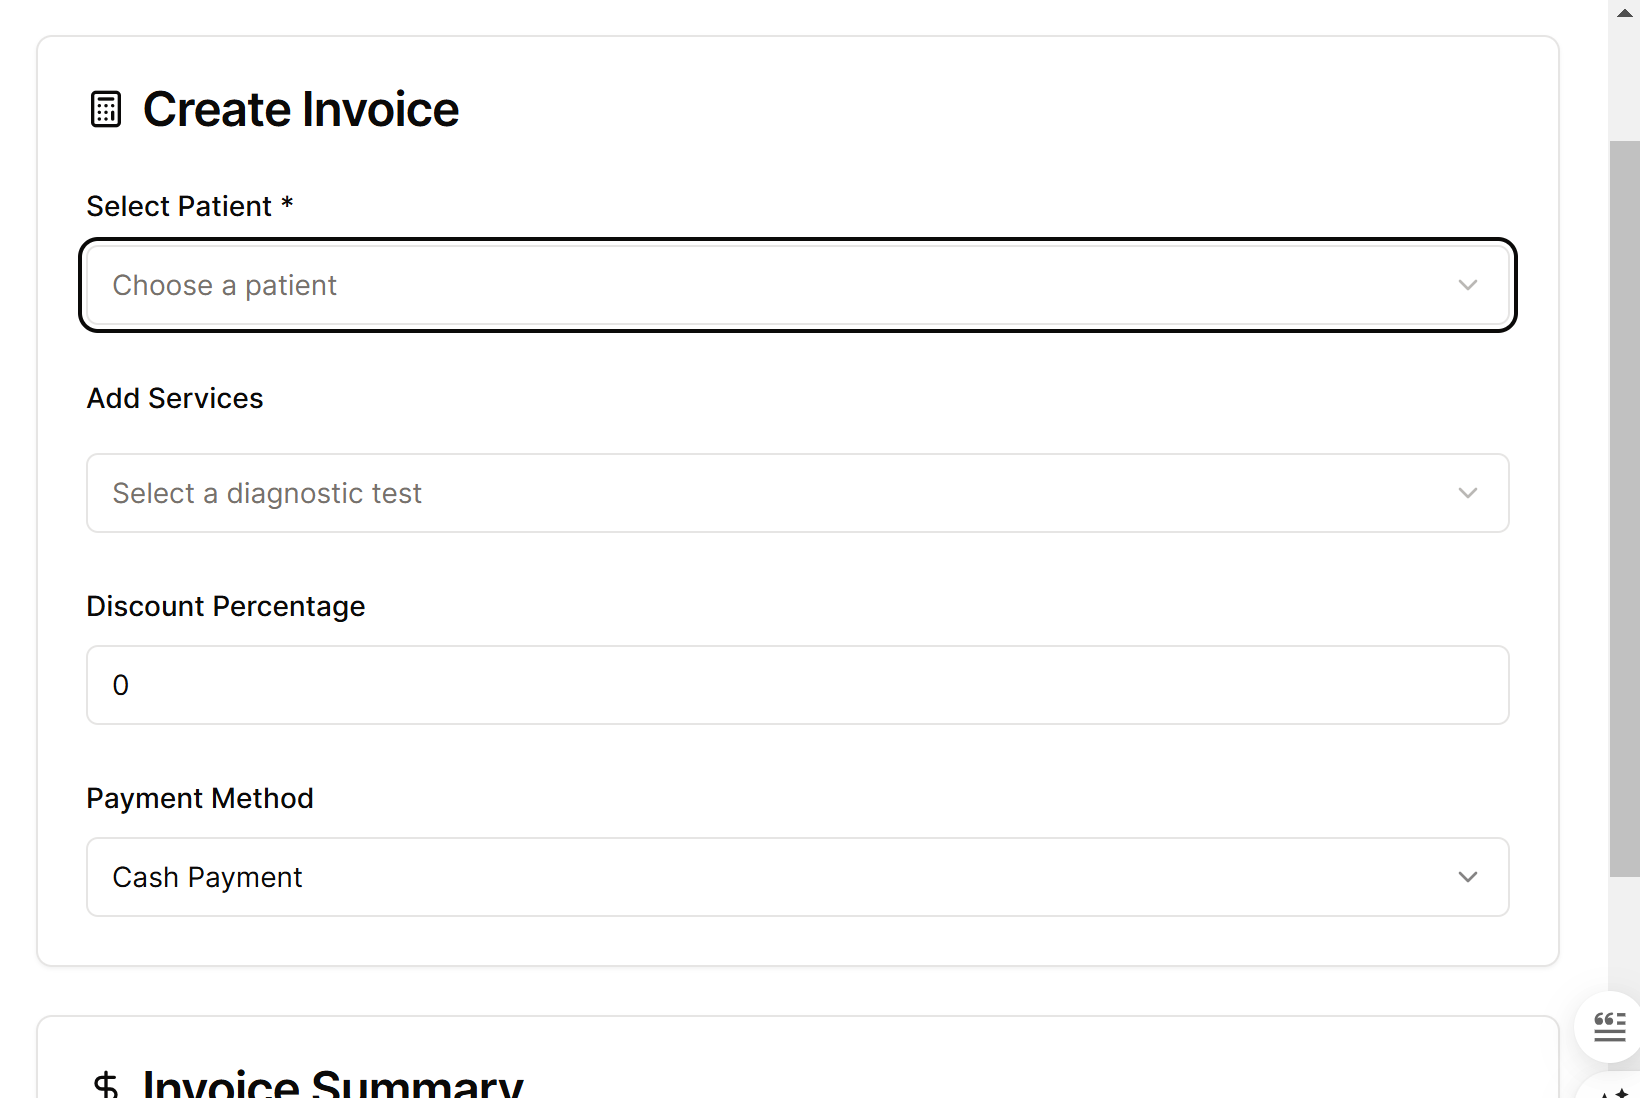 Create Invoice
Select Patient *
Choose a patient
Add Services
Select a diagnostic test
Discount Percentage
0
Payment Method
Cash Payment
$ Invoice Summary